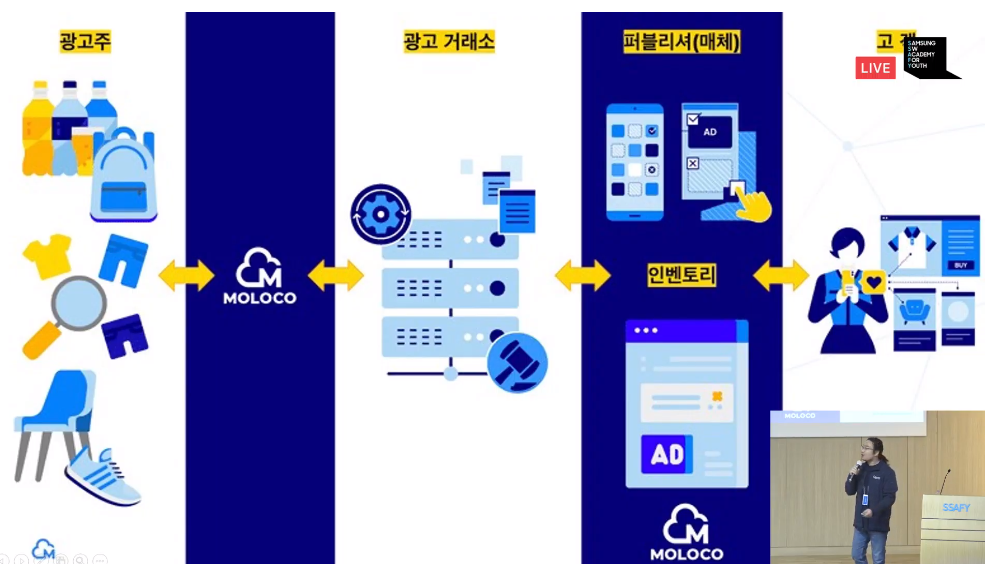 광고주
광고 거래소
퍼블리셔(매체)
고객
LIVE
SAMSUNG
SW
ACADEMY
FOR
YOUTH
AD
BUY
MOLOCO
인벤토리
AD
MOLOCO
MOLOCO
SSAFY